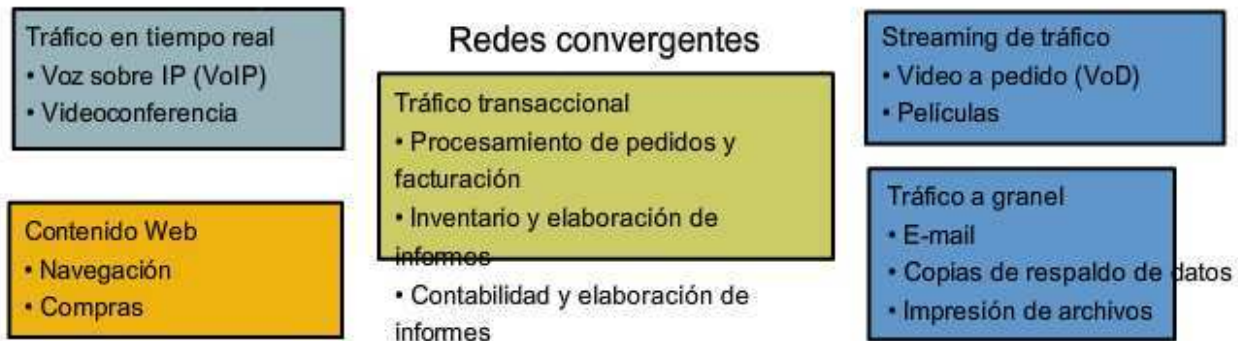 Tráfico en tiempo real
• Voz sobre IP (VoIP)
• Videoconferencia
Redes convergentes
Tráfico transaccional
• Procesamiento de pedidos y
facturación
• Inventario y elaboración de
informes
• Contabilidad y elaboración de
informes
Streaming de tráfico
• Video a pedido (VoD)
• Películas
Contenido Web
• Navegación
• Compras
Tráfico a granel
• E-mail
• Copias de respaldo de datos
• Impresión de archivos